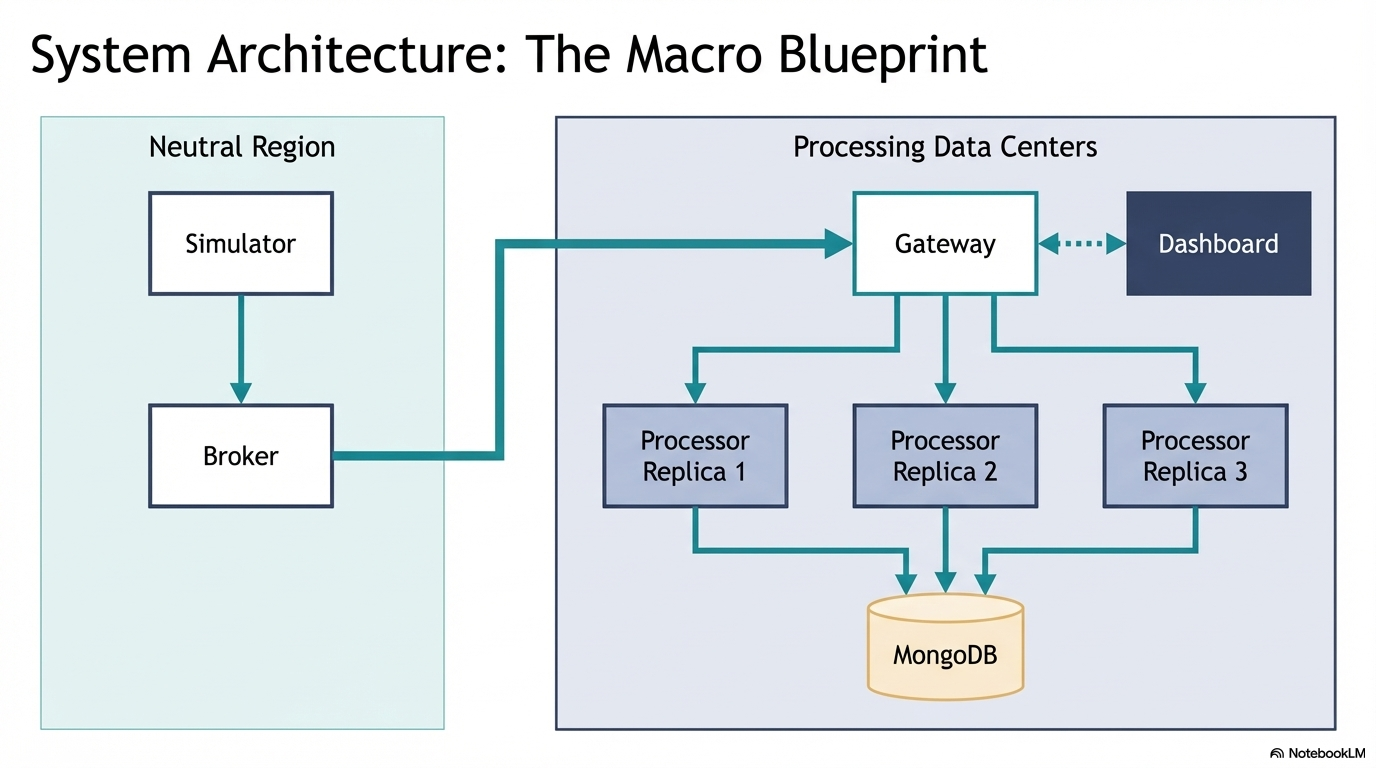 System Architecture: The Macro Blueprint
Neutral Region
Simulator
Broker
Processing Data Centers
Gateway
Dashboard
Processor
Replica 1
Processor
Replica 2
Processor
Replica 3
MongoDB
NotebookLM